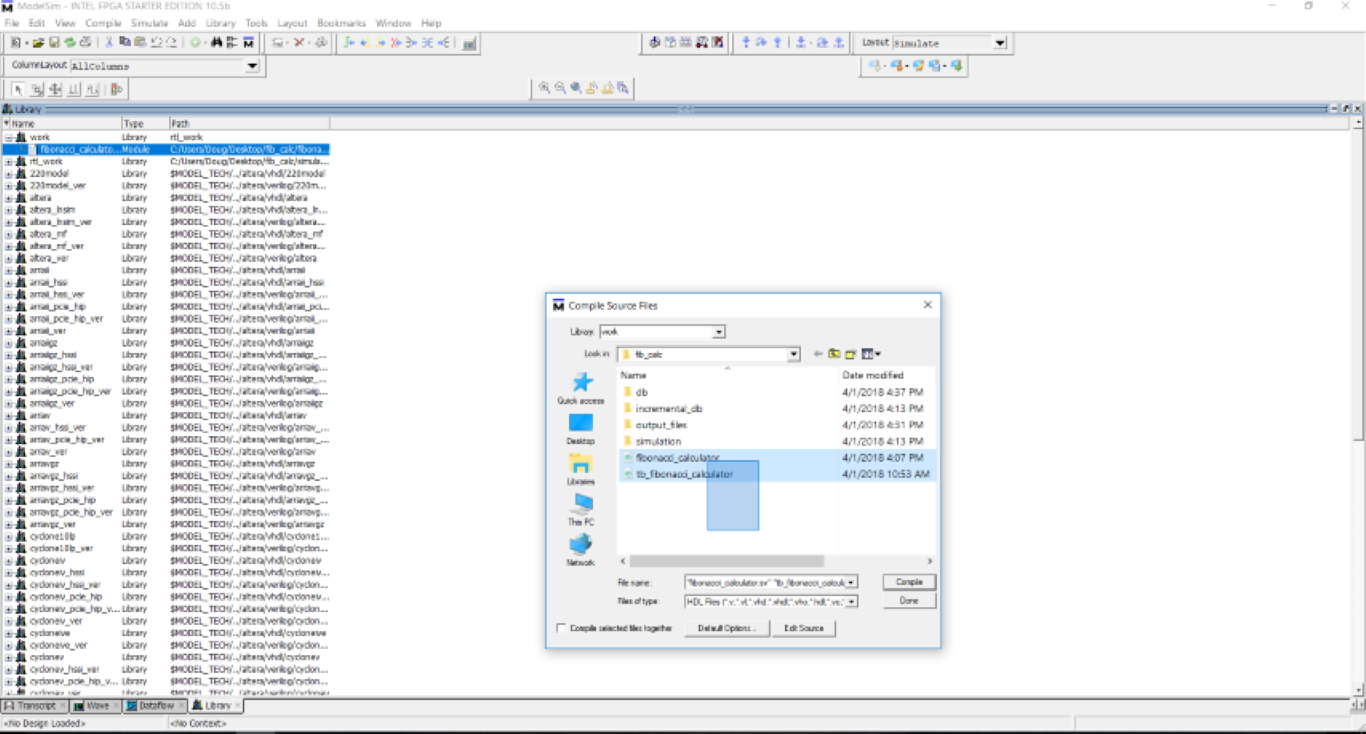 ModelSim - INTEL FPGA STARTER EDITION 10.5b
File Edit View Compile Simulate Add Library Tools Layout Bookmarks Window Help
Layout Simulate
ColumnLayout AllColumns
Library
Name Type Path
work Library rtl_work
fibonacci_calculato... Module C:/Users/Doug/Desktop/fib_calc/fibona...
rtl_work Library C:/Users/Doug/Desktop/fib_calc/simula...
220model Library $MODEL_TECH/../altera/vhdl/220model
220model_ver Library $MODEL_TECH/../altera/verilog/220m...
altera Library $MODEL_TECH/../altera/vhdl/altera
altera_lnsim Library $MODEL_TECH/../altera/vhdl/altera_ln...
altera_lnsim_ver Library $MODEL_TECH/../altera/verilog/altera...
altera_mf Library $MODEL_TECH/../altera/vhdl/altera_mf
altera_mf_ver Library $MODEL_TECH/../altera/verilog/altera...
altera_ver Library $MODEL_TECH/../altera/verilog/altera
arriaii Library $MODEL_TECH/../altera/vhdl/arriaii
arriaii_hssi Library $MODEL_TECH/../altera/vhdl/arriaii_hssi
arriaii_hssi_ver Library $MODEL_TECH/../altera/verilog/arriaii_...
arriaii_pcie_hip Library $MODEL_TECH/../altera/vhdl/arriaii_pci...
arriaii_pcie_hip_ver Library $MODEL_TECH/../altera/verilog/arriaii_...
arriaii_ver Library $MODEL_TECH/../altera/verilog/arriaii
arriaiigz Library $MODEL_TECH/../altera/vhdl/arriaiigz
arriaiigz_hssi Library $MODEL_TECH/../altera/vhdl/arriaiigz_...
arriaiigz_hssi_ver Library $MODEL_TECH/../altera/verilog/arriaiig...
arriaiigz_pcie_hip Library $MODEL_TECH/../altera/vhdl/arriaiigz_...
arriaiigz_pcie_hip_ver Library $MODEL_TECH/../altera/verilog/arriaiig...
arriaiigz_ver Library $MODEL_TECH/../altera/verilog/arriaiigz
arriav Library $MODEL_TECH/../altera/vhdl/arriav
arriav_hssi_ver Library $MODEL_TECH/../altera/verilog/arriav_...
arriav_pcie_hip_ver Library $MODEL_TECH/../altera/verilog/arriav_...
arriav_ver Library $MODEL_TECH/../altera/verilog/arriav
arriavgz Library $MODEL_TECH/../altera/vhdl/arriavgz
arriavgz_hssi Library $MODEL_TECH/../altera/vhdl/arriavgz_...
arriavgz_hssi_ver Library $MODEL_TECH/../altera/verilog/arriavg...
arriavgz_pcie_hip Library $MODEL_TECH/../altera/vhdl/arriavgz_...
arriavgz_pcie_hip_ver Library $MODEL_TECH/../altera/verilog/arriavg...
arriavgz_ver Library $MODEL_TECH/../altera/verilog/arriavgz
cyclone10lp Library $MODEL_TECH/../altera/vhdl/cyclone1...
cyclone10lp_ver Library $MODEL_TECH/../altera/verilog/cyclon...
cycloneiv Library $MODEL_TECH/../altera/vhdl/cycloneiv
cycloneiv_hssi Library $MODEL_TECH/../altera/vhdl/cycloneiv...
cycloneiv_hssi_ver Library $MODEL_TECH/../altera/verilog/cyclon...
cycloneiv_pcie_hip Library $MODEL_TECH/../altera/vhdl/cycloneiv...
cycloneiv_pcie_hip_v... Library $MODEL_TECH/../altera/verilog/cyclon...
cycloneiv_ver Library $MODEL_TECH/../altera/verilog/cyclon...
cycloneive Library $MODEL_TECH/../altera/vhdl/cycloneive
cycloneive_ver Library $MODEL_TECH/../altera/verilog/cyclon...
cyclonev Library $MODEL_TECH/../altera/vhdl/cyclonev
cyclonev_hssi_ver Library $MODEL_TECH/../altera/verilog/cyclon...
cyclonev_pcie_hip_v... Library $MODEL_TECH/../altera/verilog/cyclon...
cyclonev_ver Library $MODEL_TECH/../altera/verilog/cyclonev
Transcript Wave Dataflow Library
<No Design Loaded> <No Context>
Compile Source Files
Library: work
Look in: fib_calc
Name Date modified
Quick access
Desktop
Libraries
This PC
Network
db 4/1/2018 4:37 PM
incremental_db 4/1/2018 4:13 PM
output_files 4/1/2018 4:31 PM
simulation 4/1/2018 4:13 PM
fibonacci_calculator 4/1/2018 4:07 PM
tb_fibonacci_calculator 4/1/2018 10:53 AM
File name: "fibonacci_calculator.sv" "tb_fibonacci_calcula Compile
Files of type: HDL Files (*.v;*.vl;*.vhd;*.vhdl;*.vho;*.hdl;*.vo; Done
Compile selected files together Default Options... Edit Source